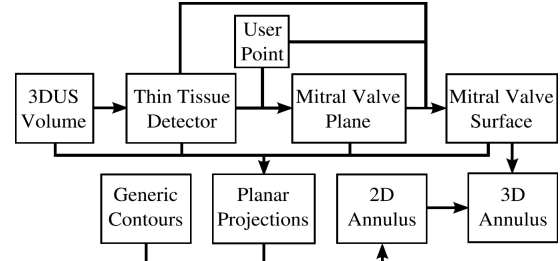 User
Point
3DUS
Volume
Thin Tissue
Detector
Mitral Valve
Plane
Mitral Valve
Surface
Generic
Contours
Planar
Projections
2D
Annulus
3D
Annulus